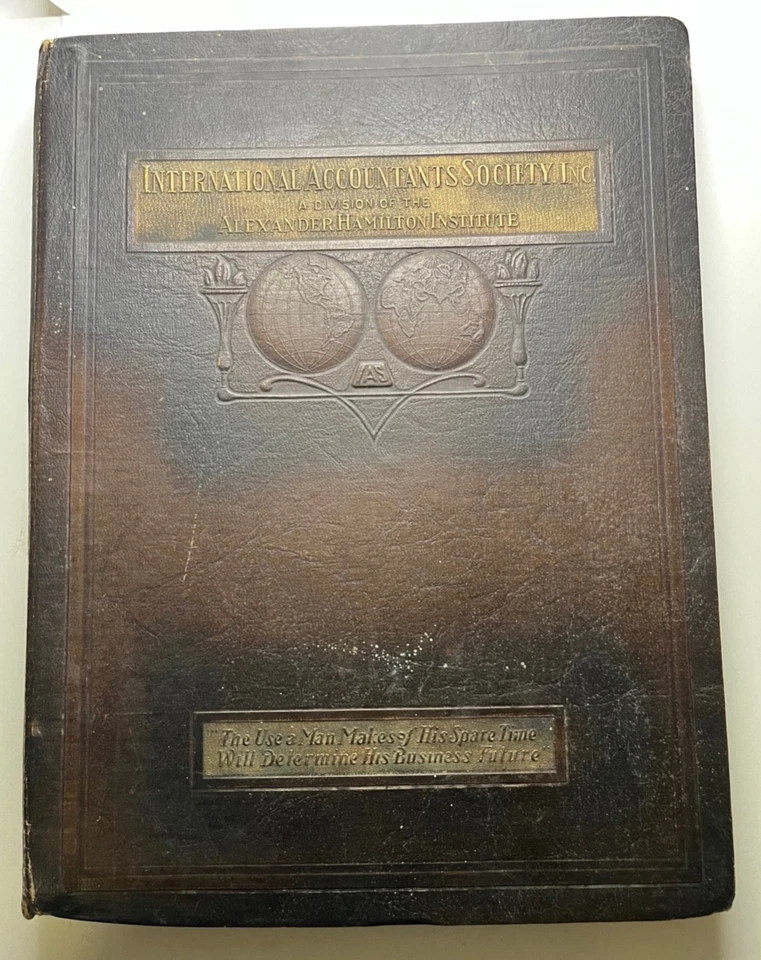 INTERNATIONAL ACCOUNTANTS SOCIETY, INC.
A DIVISION OF THE
ALEXANDER HAMILTON INSTITUTE
IAS
"The Use a Man Makes of His Spare Time
Will Determine His Business Future"